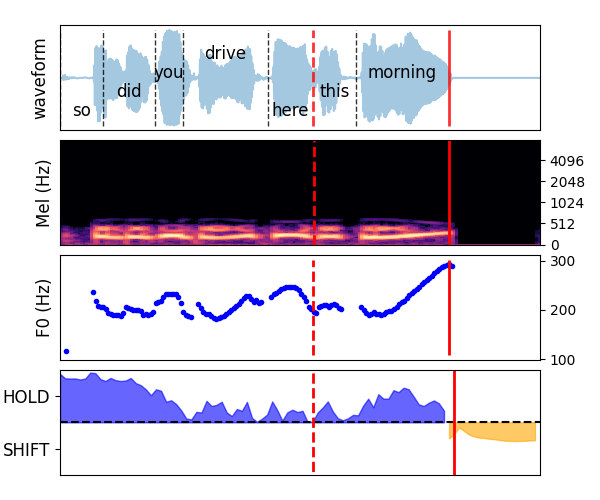 waveform
so did you drive here this morning
Mel (Hz)
4096
2048
1024
512
0
F0 (Hz)
300
200
100
HOLD
SHIFT